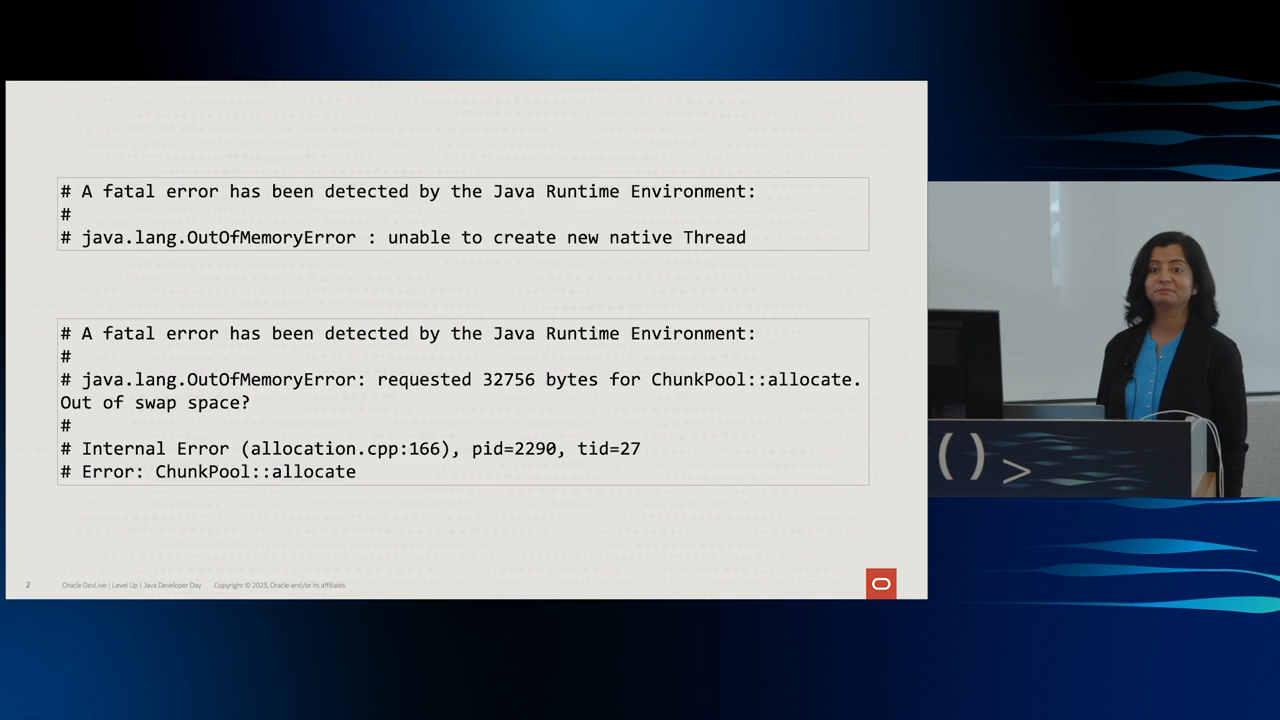 # A fatal error has been detected by the Java Runtime Environment:
#
# java.lang.OutOfMemoryError : unable to create new native Thread
# A fatal error has been detected by the Java Runtime Environment:
#
# java.lang.OutOfMemoryError: requested 32756 bytes for ChunkPool::allocate.
Out of swap space?
#
# Internal Error (allocation.cpp:166), pid=2290, tid=27
# Error: ChunkPool::allocate
2 Oracle DevLive | Level Up | Java Developer Day Copyright © 2023, Oracle and/or its affiliates
()>